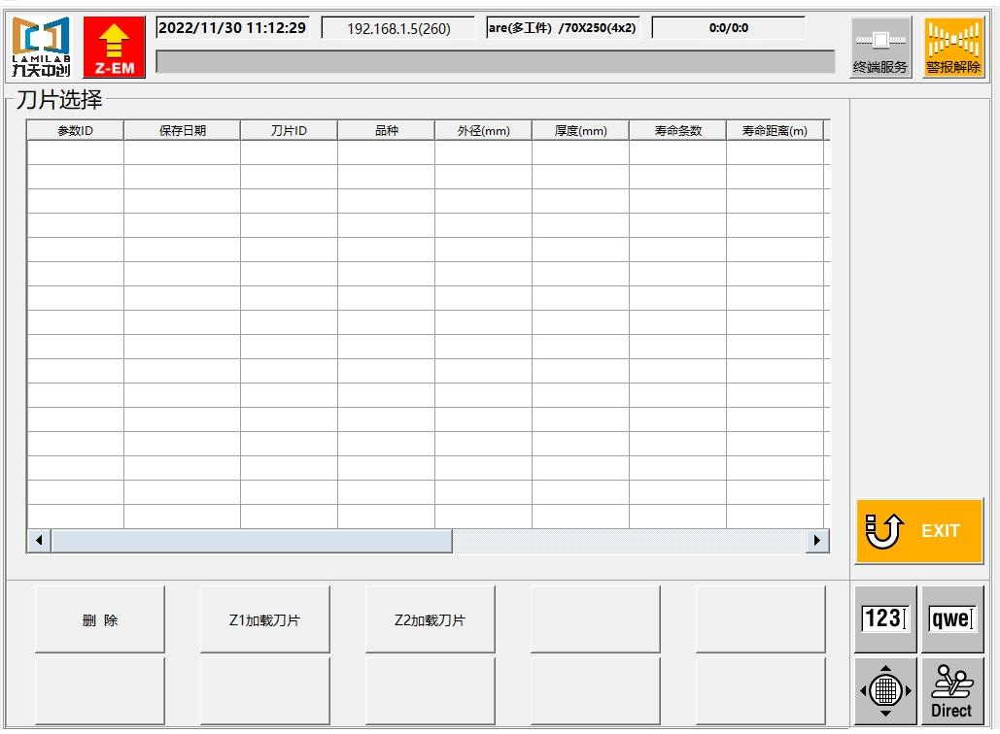 LAMILAB
九天中创
Z-EM
2022/11/30 11:12:29
192.168.1.5(260)
are(多工件) /70X250(4x2)
0:0/0:0
终端服务
警报解除
刀片选择
参数ID 保存日期 刀片ID 品种 外径(mm) 厚度(mm) 寿命条数 寿命距离(m)
EXIT
删 除
Z1加载刀片
Z2加载刀片
123
qwe
Direct